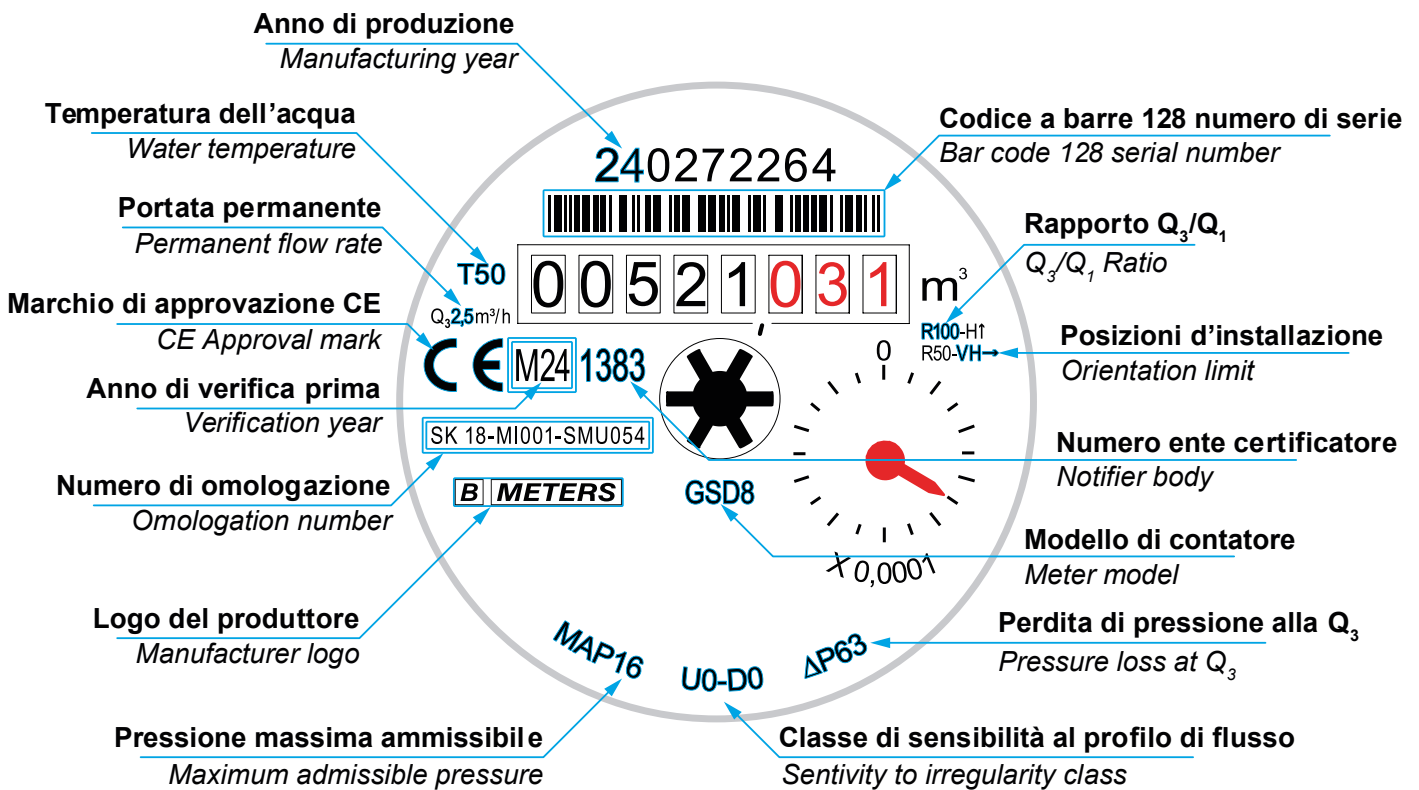 Anno di produzione
Manufacturing year
Temperatura dell'acqua
Water temperature
Codice a barre 128 numero di serie
Bar code 128 serial number
240272264
Portata permanente
Permanent flow rate
Rapporto Q₃/Q₁
Q₃/Q₁ Ratio
T50
00521031 m³
Q₃2,5m³/h
Marchio di approvazione CE
CE Approval mark
R100-H↑
R50-VH→
Posizioni d'installazione
Orientation limit
CE M24 1383
0
Anno di verifica prima
Verification year
SK 18-MI001-SMU054
Numero ente certificatore
Notifier body
Numero di omologazione
Omologation number
B METERS
GSD8
Modello di contatore
Meter model
X 0,0001
Logo del produttore
Manufacturer logo
Perdita di pressione alla Q₃
Pressure loss at Q₃
MAP16
U0-D0
ΔP63
Pressione massima ammissibile
Maximum admissible pressure
Classe di sensibilità al profilo di flusso
Sentivity to irregularity class